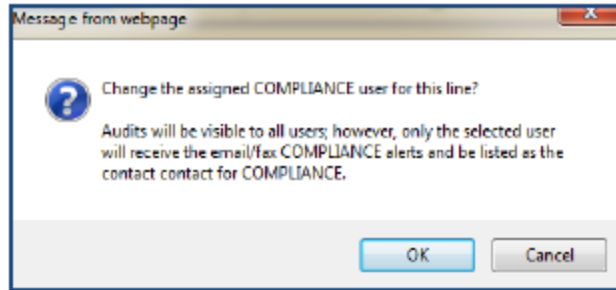 Message from webpage
Change the assigned COMPLIANCE user for this line?
Audits will be visible to all users; however, only the selected user
will receive the email/fax COMPLIANCE alerts and be listed as the
contact contact for COMPLIANCE.
OK
Cancel